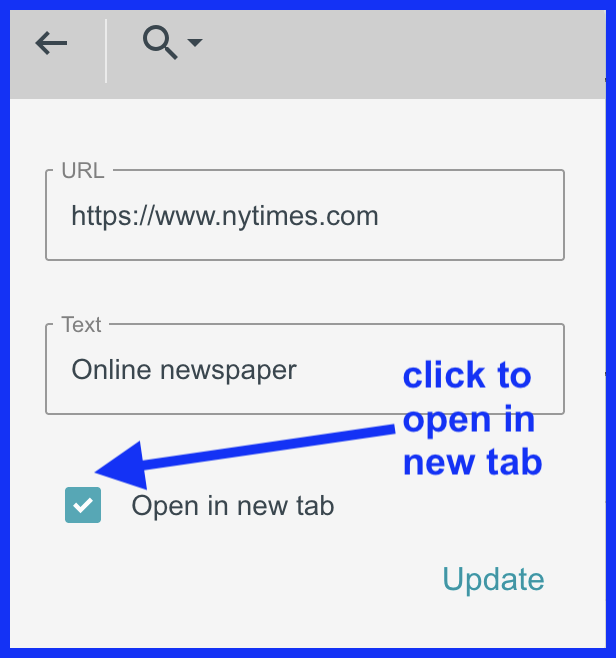 URL
https://www.nytimes.com
Text
Online newspaper
click to
open in
new tab
Open in new tab
Update